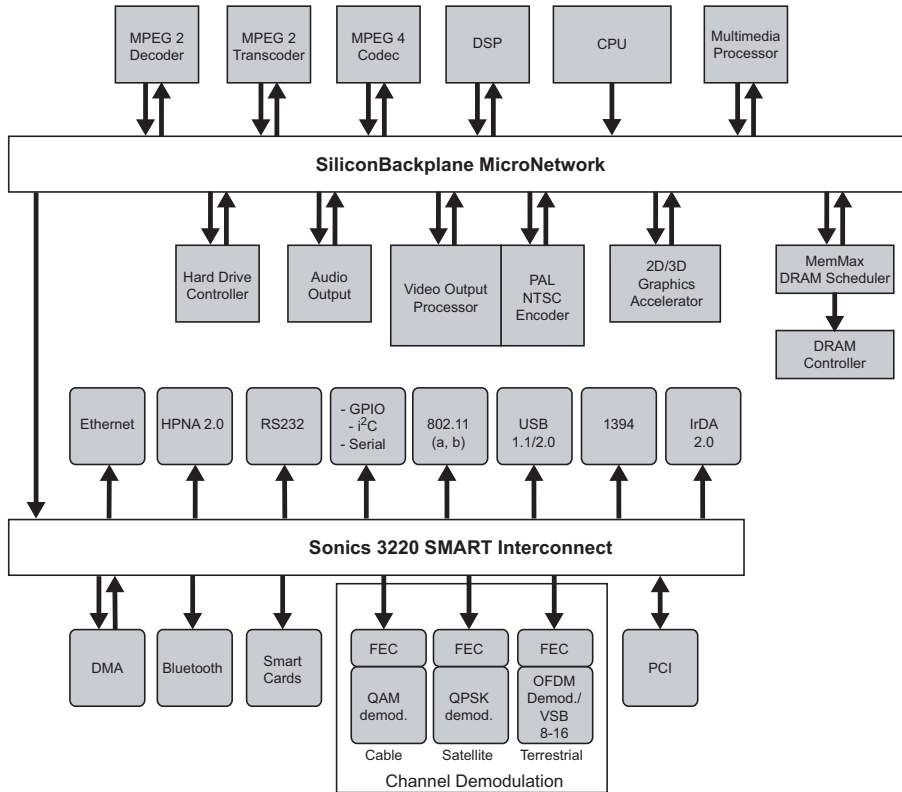 MPEG 2
Decoder
MPEG 2
Transcoder
MPEG 4
Codec
DSP
CPU
Multimedia
Processor
SiliconBackplane MicroNetwork
Hard Drive
Controller
Audio
Output
Video Output
Processor
PAL
NTSC
Encoder
2D/3D
Graphics
Accelerator
MemMax
DRAM Scheduler
DRAM
Controller
Ethernet
HPNA 2.0
RS232
- GPIO
- i²C
- Serial
802.11
(a, b)
USB
1.1/2.0
1394
IrDA
2.0
Sonics 3220 SMART Interconnect
DMA
Bluetooth
Smart
Cards
FEC
QAM
demod.
Cable
FEC
QPSK
demod.
Satellite
FEC
OFDM
Demod./
VSB
8-16
Terrestrial
Channel Demodulation
PCI